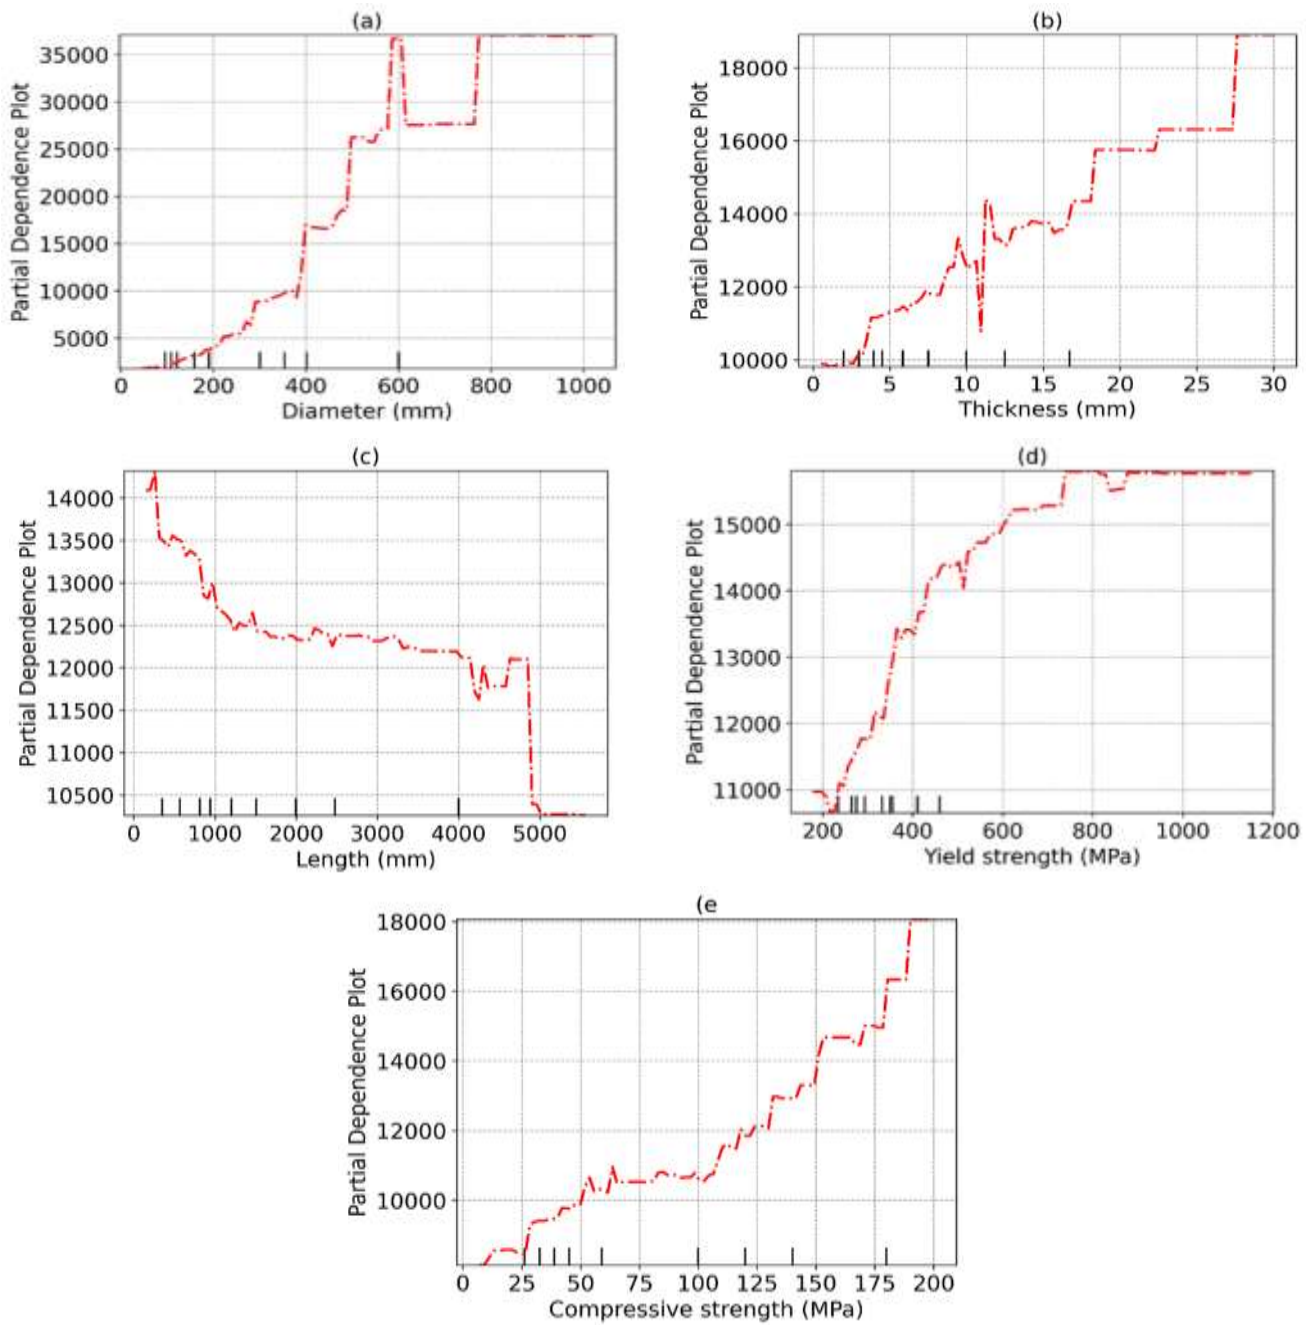 (a)
Partial Dependence Plot
35000
30000
25000
20000
15000
10000
5000
0 200 400 600 800 1000
Diameter (mm)
(b)
Partial Dependence Plot
18000
16000
14000
12000
10000
0 5 10 15 20 25 30
Thickness (mm)
(c)
Partial Dependence Plot
14000
13500
13000
12500
12000
11500
11000
10500
0 1000 2000 3000 4000 5000
Length (mm)
(d)
Partial Dependence Plot
15000
14000
13000
12000
11000
200 400 600 800 1000 1200
Yield strength (MPa)
(e
Partial Dependence Plot
18000
16000
14000
12000
10000
0 25 50 75 100 125 150 175 200
Compressive strength (MPa)